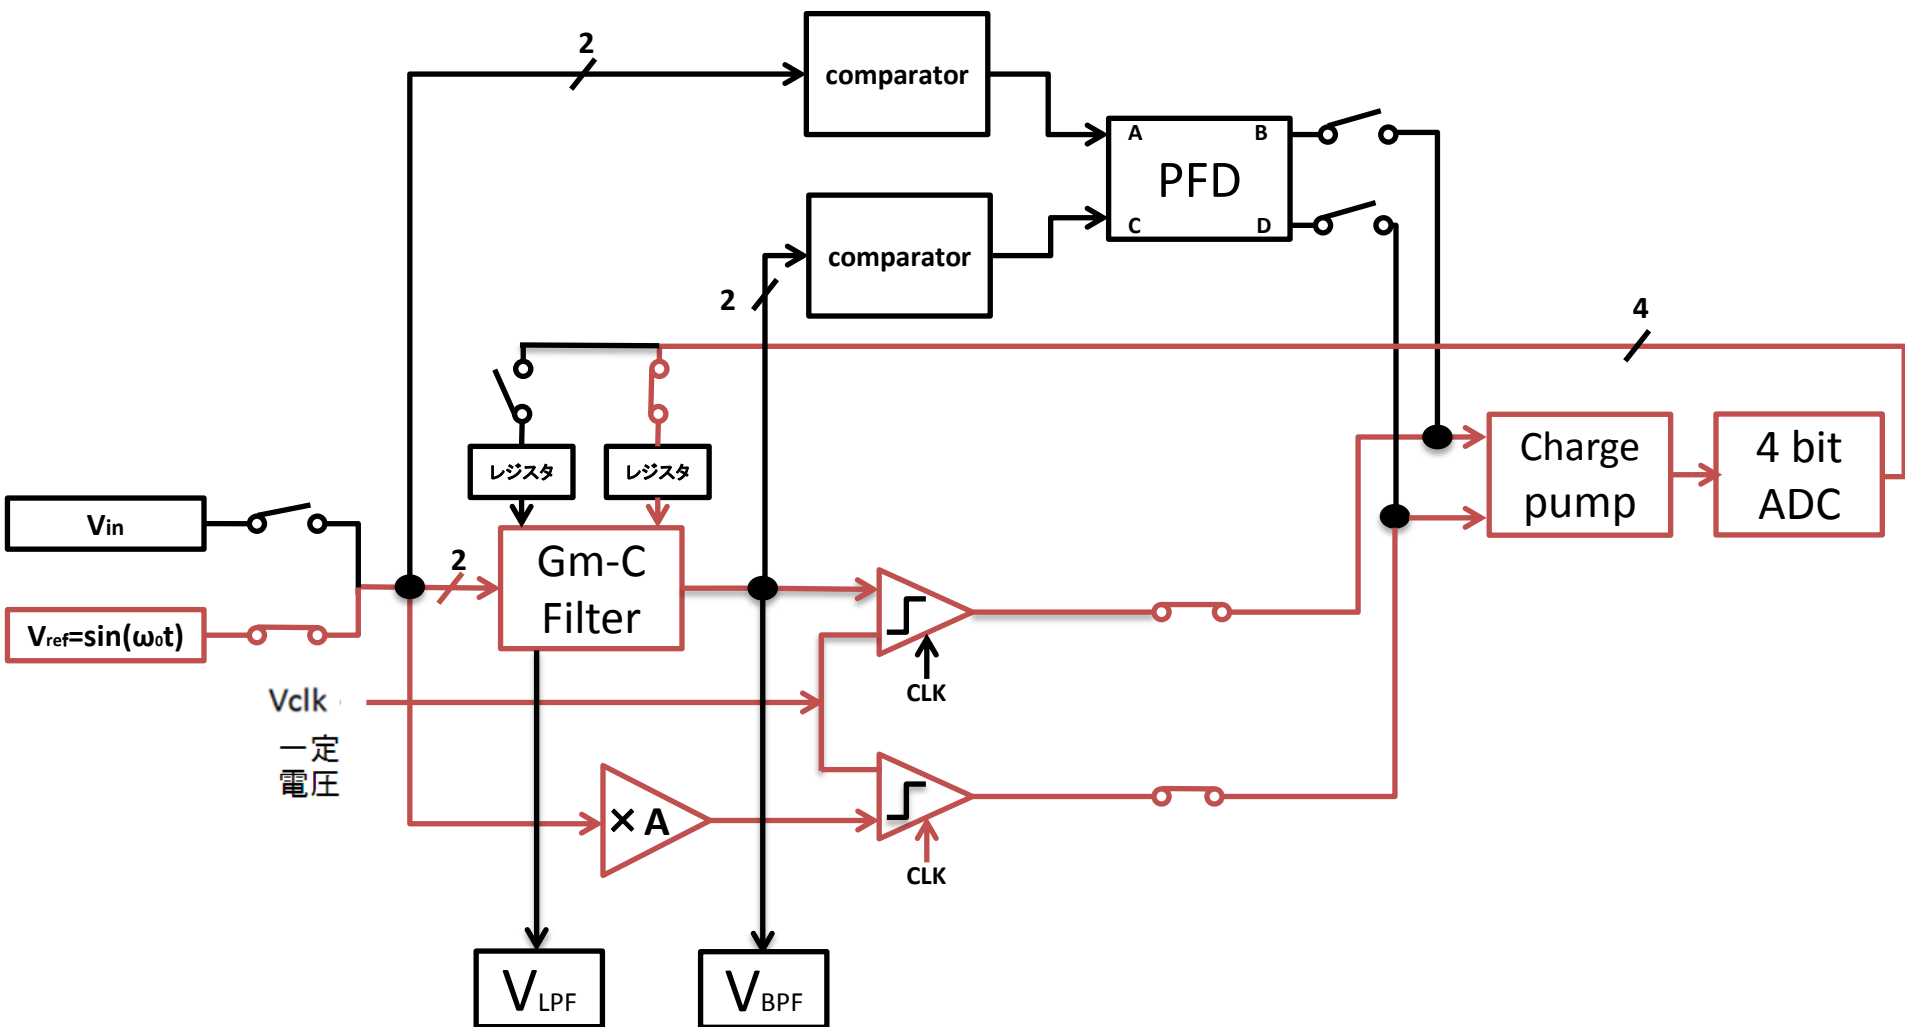 2
comparator
A
B
PFD
C
D
comparator
2
4
レジスタ
レジスタ
Charge
pump
4 bit
ADC
Vin
2
Gm-C
Filter
Vref=sin(ω0t)
CLK
Vclk
一定
電圧
×A
CLK
VLPF
VBPF